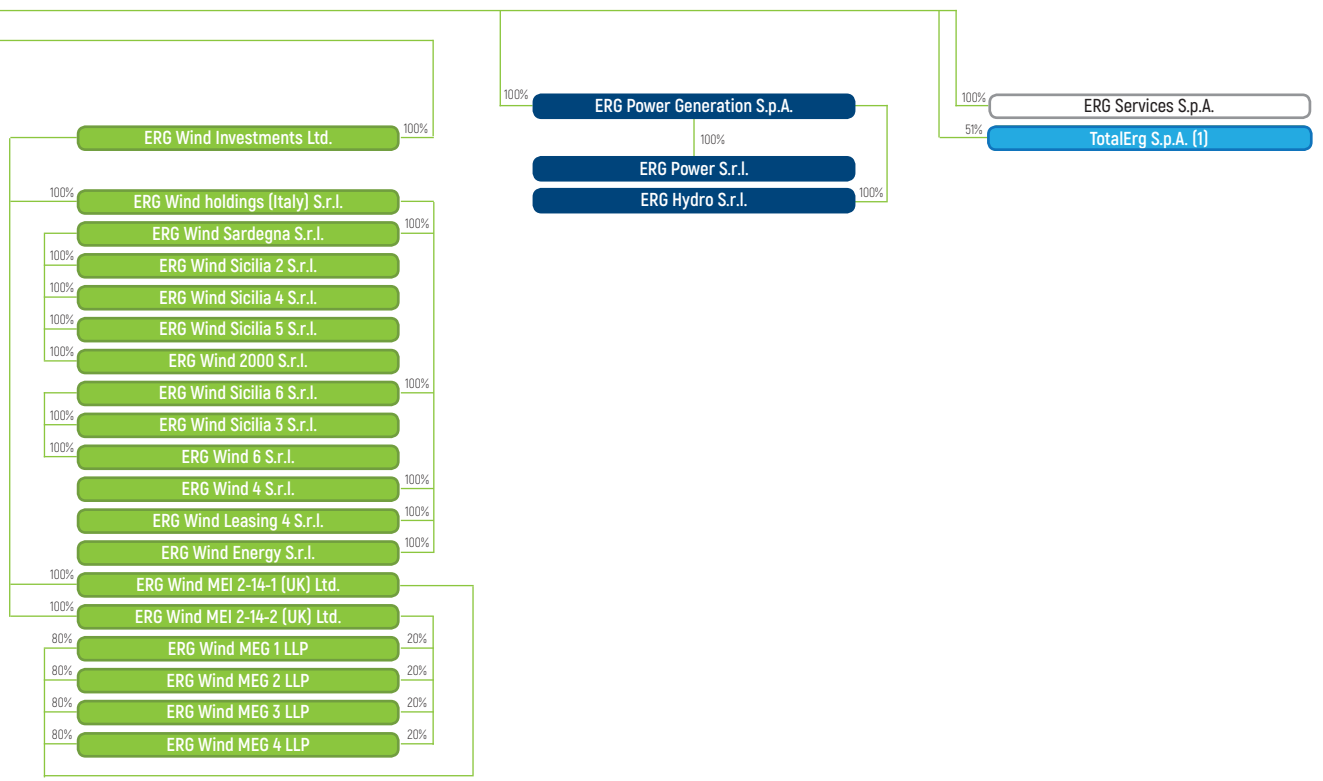 100%
ERG Power Generation S.p.A.
100%
ERG Services S.p.A.
ERG Wind Investments Ltd.
100%
100%
51%
TotalErg S.p.A. (1)
ERG Power S.r.l.
100%
ERG Wind holdings (Italy) S.r.l.
ERG Hydro S.r.l.
100%
ERG Wind Sardegna S.r.l.
100%
100%
ERG Wind Sicilia 2 S.r.l.
100%
ERG Wind Sicilia 4 S.r.l.
100%
ERG Wind Sicilia 5 S.r.l.
100%
ERG Wind 2000 S.r.l.
ERG Wind Sicilia 6 S.r.l.
100%
100%
ERG Wind Sicilia 3 S.r.l.
100%
ERG Wind 6 S.r.l.
ERG Wind 4 S.r.l.
100%
ERG Wind Leasing 4 S.r.l.
100%
ERG Wind Energy S.r.l.
100%
100%
ERG Wind MEI 2-14-1 (UK) Ltd.
100%
ERG Wind MEI 2-14-2 (UK) Ltd.
80%
ERG Wind MEG 1 LLP
20%
80%
ERG Wind MEG 2 LLP
20%
80%
ERG Wind MEG 3 LLP
20%
80%
ERG Wind MEG 4 LLP
20%